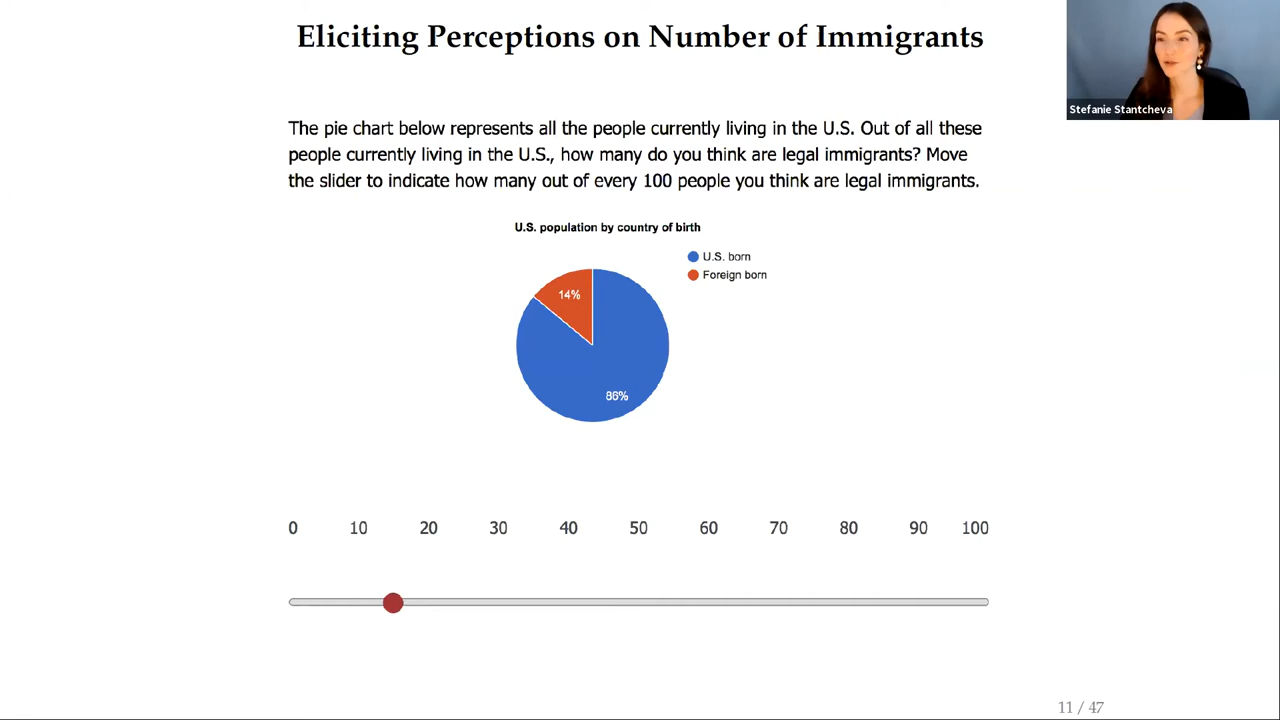 Eliciting Perceptions on Number of Immigrants
Stefanie Stantcheva
The pie chart below represents all the people currently living in the U.S. Out of all these
people currently living in the U.S., how many do you think are legal immigrants? Move
the slider to indicate how many out of every 100 people you think are legal immigrants.
U.S. population by country of birth
U.S. born
Foreign born
14%
86%
0 10 20 30 40 50 60 70 80 90 100
11 / 47